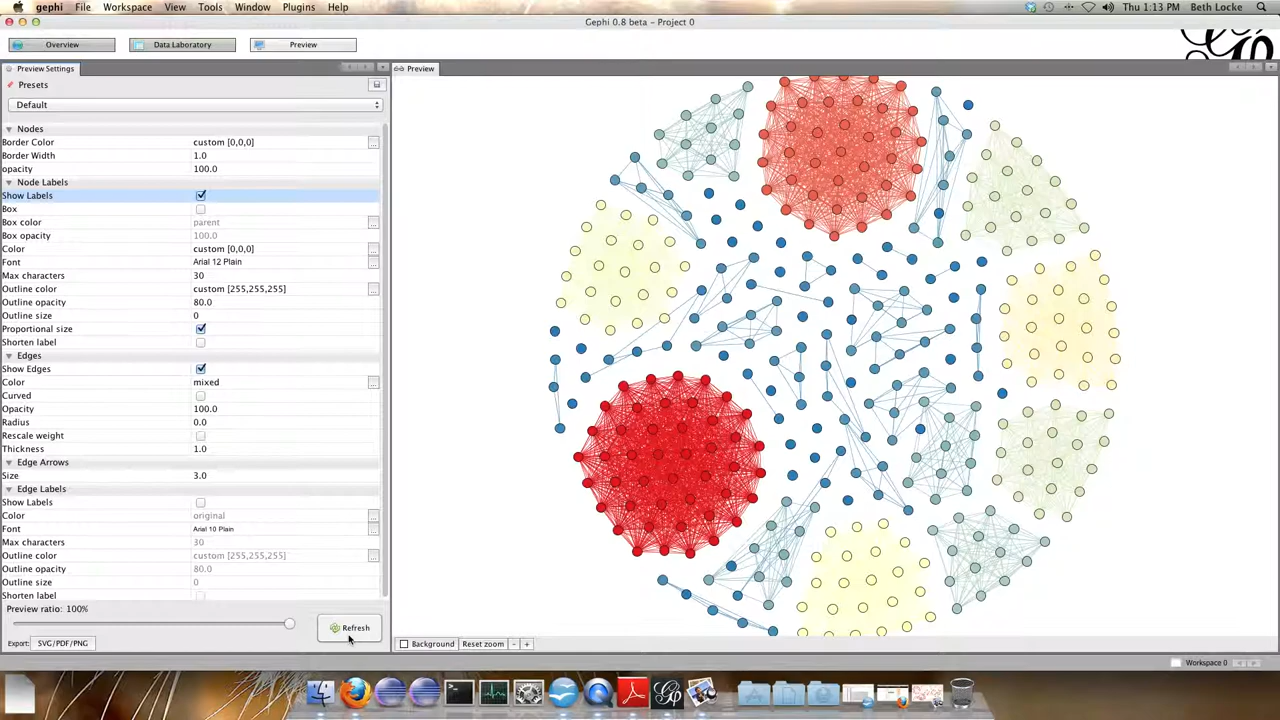 gephi File Workspace View Tools Window Plugins Help Thu 1:13 PM Beth Locke
Gephi 0.8 beta - Project 0
Overview Data Laboratory Preview
Preview Settings
Preview
Presets
Default
Nodes
Border Color custom [0,0,0] ...
Border Width 1.0
opacity 100.0
Node Labels
Show Labels
Box
Box color parent ...
Box opacity 100.0
Color custom [0,0,0] ...
Font Arial 12 Plain ...
Max characters 30
Outline color custom [255,255,255] ...
Outline opacity 80.0
Outline size 0
Proportional size
Shorten label
Edges
Show Edges
Color mixed ...
Curved
Opacity 100.0
Radius 0.0
Rescale weight
Thickness 1.0
Edge Arrows
Size 3.0
Edge Labels
Show Labels
Color original ...
Font Arial 10 Plain ...
Max characters 30
Outline color custom [255,255,255] ...
Outline opacity 80.0
Outline size 0
Shorten label
Preview ratio: 100%
Refresh
Export: SVG/PDF/PNG
Background Reset zoom - +
Workspace 0